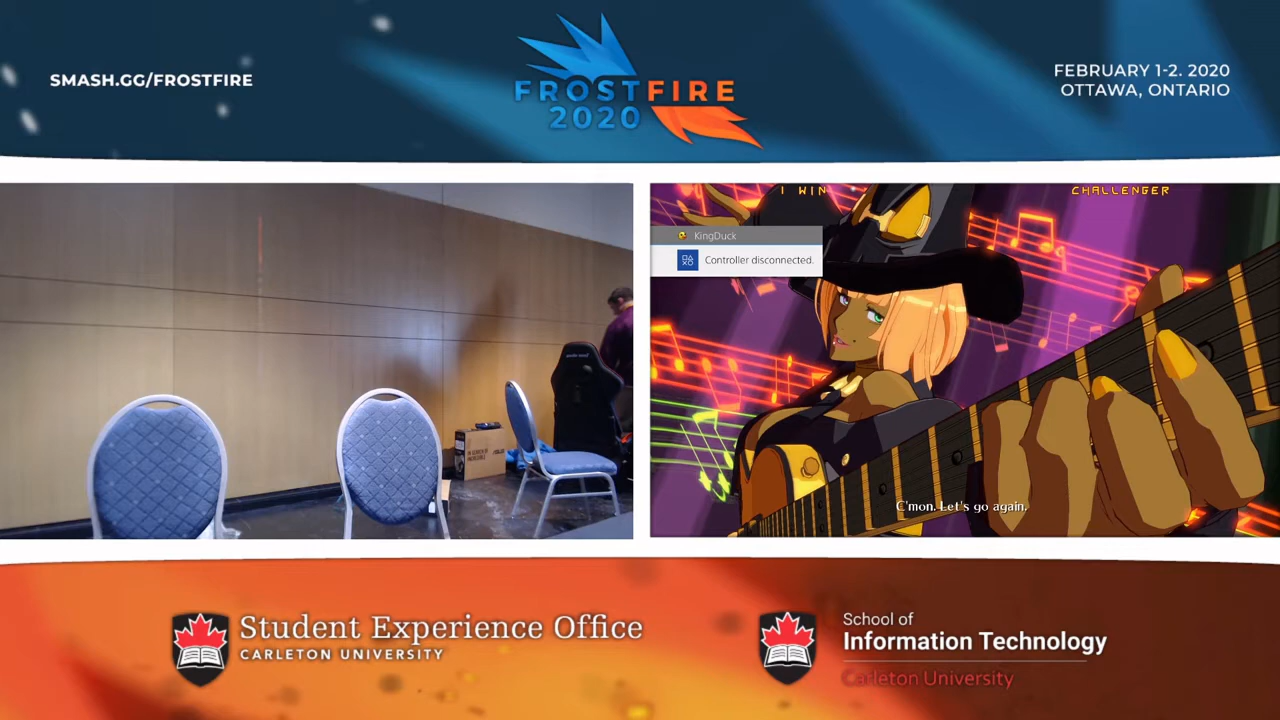 SMASH.GG/FROSTFIRE
FROSTFIRE
2020
FEBRUARY 1-2. 2020
OTTAWA, ONTARIO
I WIN
CHALLENGER
KingDuck
Controller disconnected.
C'mon. Let's go again.
Student Experience Office
CARLETON UNIVERSITY
School of
Information Technology
Carleton University